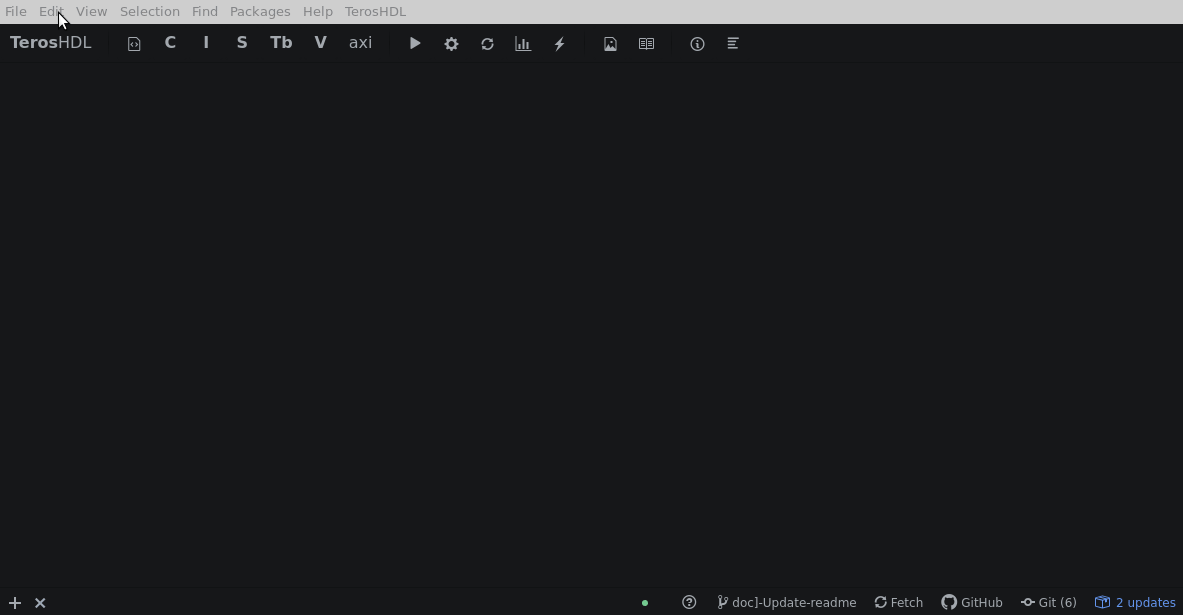 File Edit View Selection Find Packages Help TerosHDL
TerosHDL C I S Tb V axi
doc]-Update-readme Fetch GitHub Git (6) 2 updates